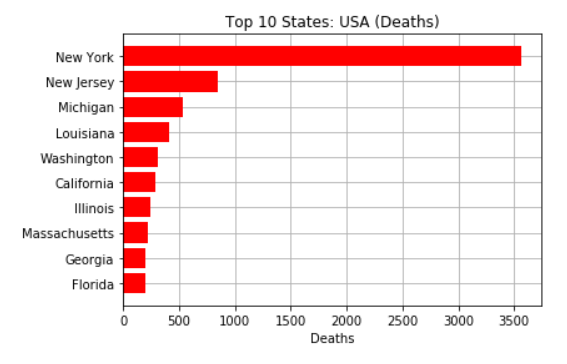 Top 10 States: USA (Deaths)
New York
New Jersey
Michigan
Louisiana
Washington
California
Illinois
Massachusetts
Georgia
Florida
0 500 1000 1500 2000 2500 3000 3500
Deaths